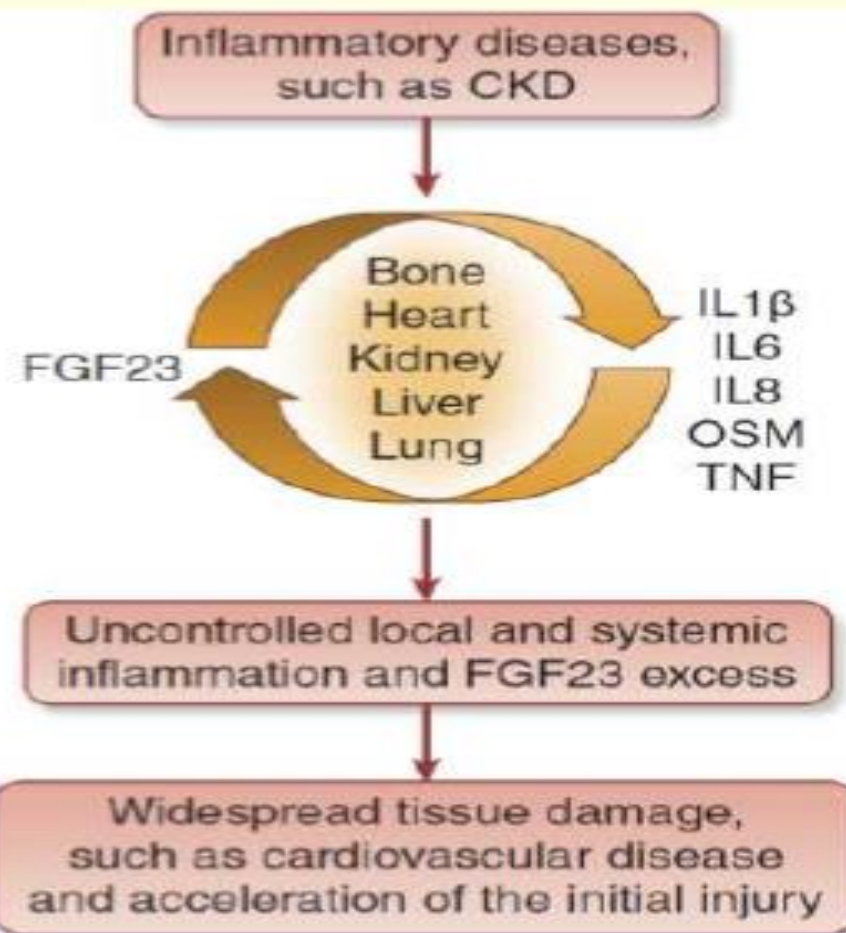 Inflammatory diseases,
such as CKD
Bone
Heart
Kidney
Liver
Lung
FGF23
IL1β
IL6
IL8
OSM
TNF
Uncontrolled local and systemic
inflammation and FGF23 excess
Widespread tissue damage,
such as cardiovascular disease
and acceleration of the initial injury